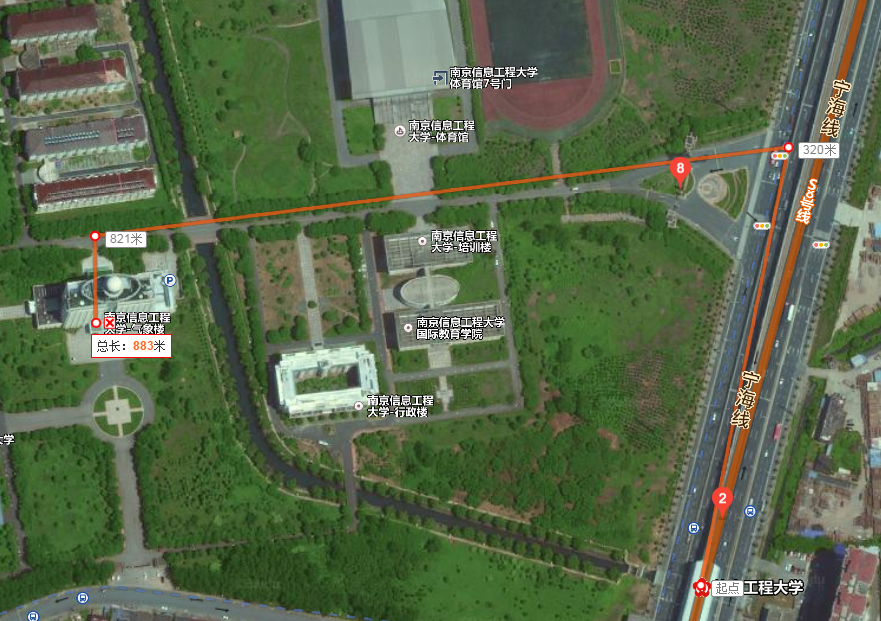 南京信息工程大学
体育馆7号门
宁海线
南京信息工程
大学-体育馆
320米
8
S8宁天线
821米
南京信息工程
大学-培训楼
P
南京信息工程
大学-气象楼
总长：883米
南京信息工程大学
国际教育学院
宁海线
南京信息工程
大学-行政楼
大学
2
起点
工程大学